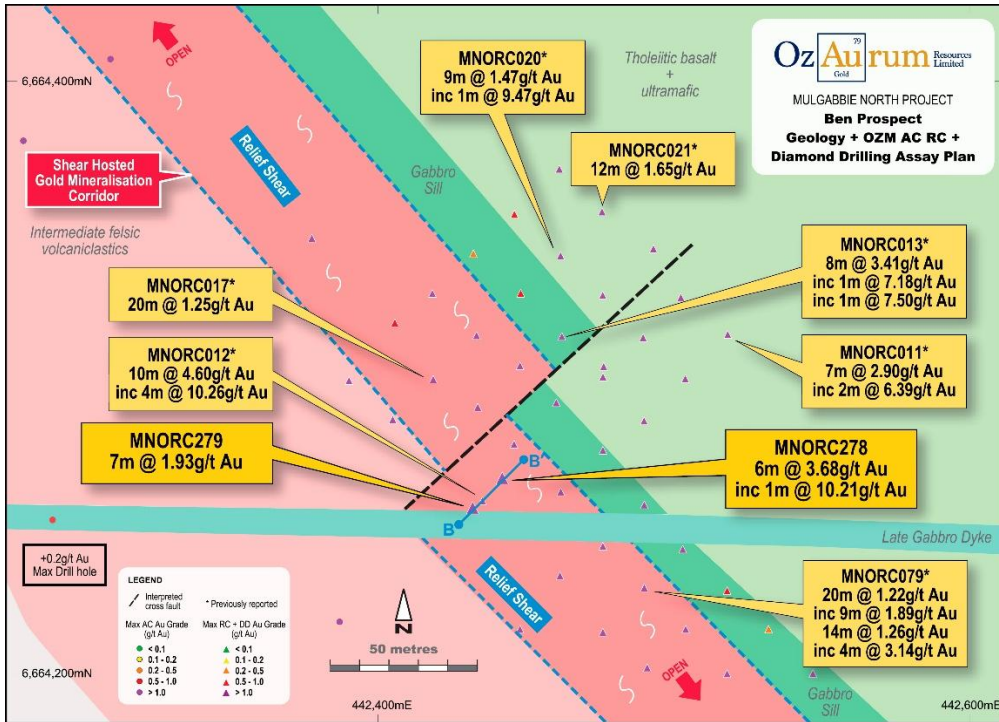 OPEN
6,664,400mN
MNORC020*
9m @ 1.47g/t Au
inc 1m @ 9.47g/t Au
Tholeiitic basalt
+
ultramafic
79
OzAurum Resources
Gold Limited
MULGABBIE NORTH PROJECT
Ben Prospect
Geology + OZM AC RC +
Diamond Drilling Assay Plan
Relief Shear
Gabbro
Sill
MNORC021*
12m @ 1.65g/t Au
Shear Hosted
Gold Mineralisation
Corridor
Intermediate felsic
volcaniclastics
MNORC013*
8m @ 3.41g/t Au
inc 1m @ 7.18g/t Au
inc 1m @ 7.50g/t Au
MNORC017*
20m @ 1.25g/t Au
MNORC011*
7m @ 2.90g/t Au
inc 2m @ 6.39g/t Au
MNORC012*
10m @ 4.60g/t Au
inc 4m @ 10.26g/t Au
MNORC279
7m @ 1.93g/t Au
MNORC278
6m @ 3.68g/t Au
inc 1m @ 10.21g/t Au
B'
B
Late Gabbro Dyke
+0.2g/t Au
Max Drill hole
LEGEND
Interpreted
cross fault
* Previously reported
Max AC Au Grade
(g/t Au)
Max RC + DD Au Grade
(g/t Au)
< 0.1
< 0.1
0.1 - 0.2
0.1 - 0.2
0.2 - 0.5
0.2 - 0.5
0.5 - 1.0
0.5 - 1.0
> 1.0
> 1.0
N
50 metres
Relief Shear
MNORC079*
20m @ 1.22g/t Au
inc 9m @ 1.89g/t Au
14m @ 1.26g/t Au
inc 4m @ 3.14g/t Au
OPEN
Gabbro
Sill
6,664,200mN
442,400mE
442,600mE